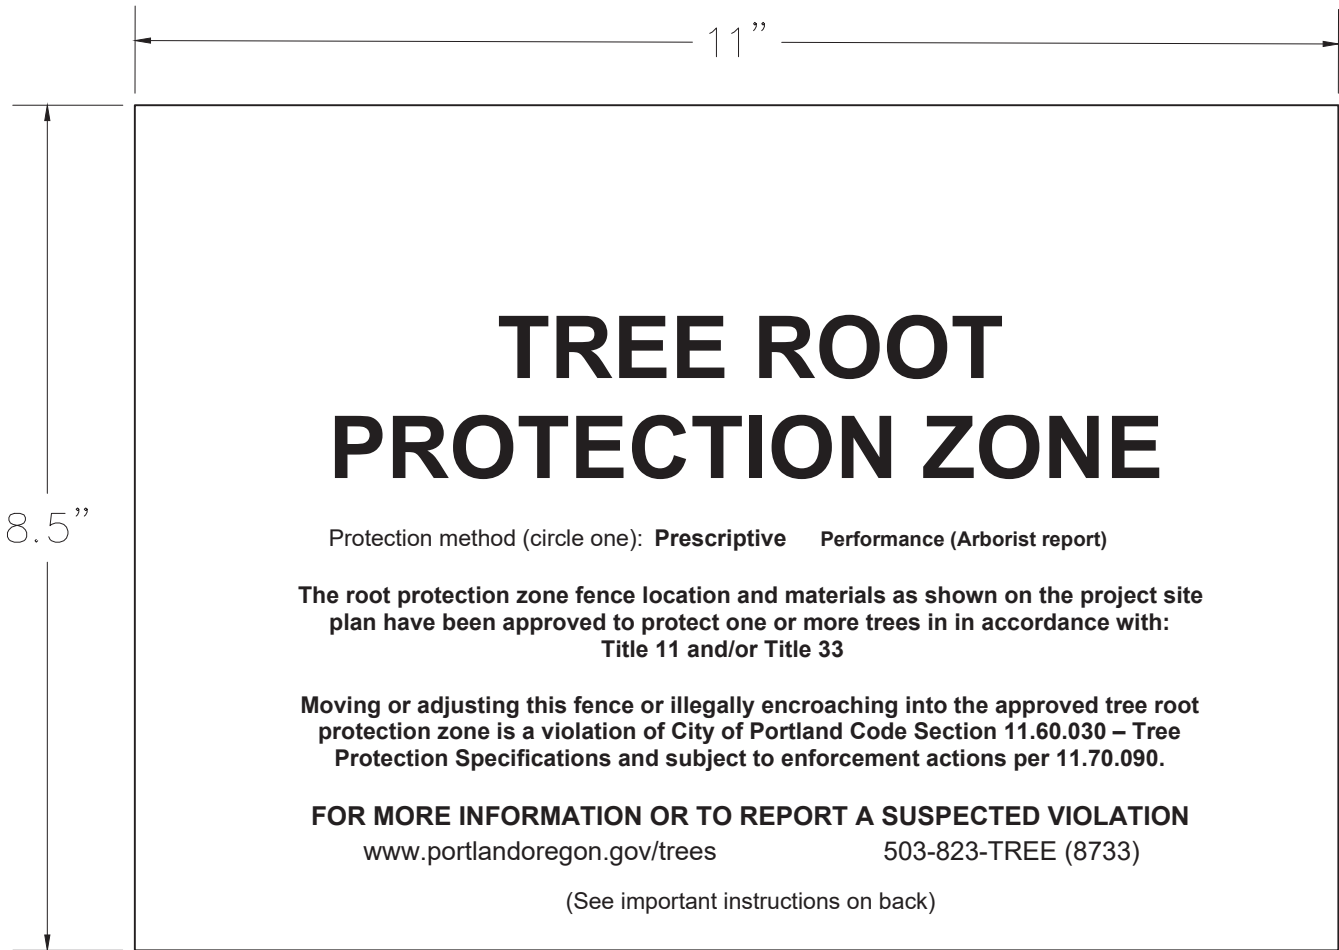 11”
8.5”
TREE ROOT
PROTECTION ZONE
Protection method (circle one): Prescriptive Performance (Arborist report)
The root protection zone fence location and materials as shown on the project site
plan have been approved to protect one or more trees in in accordance with:
Title 11 and/or Title 33
Moving or adjusting this fence or illegally encroaching into the approved tree root
protection zone is a violation of City of Portland Code Section 11.60.030 – Tree
Protection Specifications and subject to enforcement actions per 11.70.090.
FOR MORE INFORMATION OR TO REPORT A SUSPECTED VIOLATION
www.portlandoregon.gov/trees 503-823-TREE (8733)
(See important instructions on back)